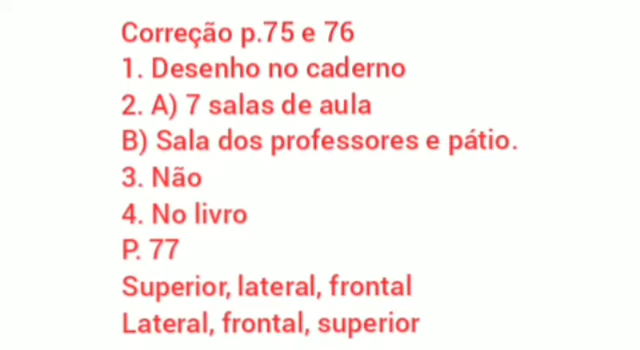 Correção p.75 e 76
1. Desenho no caderno
2. A) 7 salas de aula
B) Sala dos professores e pátio.
3. Não
4. No livro
P. 77
Superior, lateral, frontal
Lateral, frontal, superior